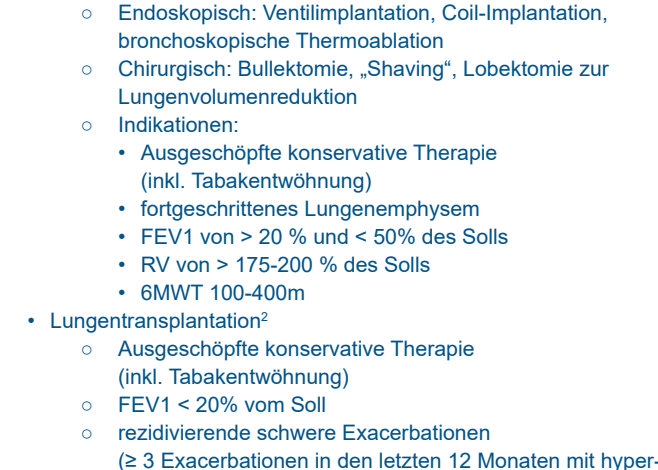 ○ Endoskopisch: Ventilimplantation, Coil-Implantation,
bronchoskopische Thermoablation
○ Chirurgisch: Bullektomie, „Shaving“, Lobektomie zur
Lungenvolumenreduktion
○ Indikationen:
• Ausgeschöpfte konservative Therapie
(inkl. Tabakentwöhnung)
• fortgeschrittenes Lungenemphysem
• FEV1 von > 20 % und < 50% des Solls
• RV von > 175-200 % des Solls
• 6MWT 100-400m
• Lungentransplantation²
○ Ausgeschöpfte konservative Therapie
(inkl. Tabakentwöhnung)
○ FEV1 < 20% vom Soll
○ rezidivierende schwere Exacerbationen
(≥ 3 Exacerbationen in den letzten 12 Monaten mit hyper-